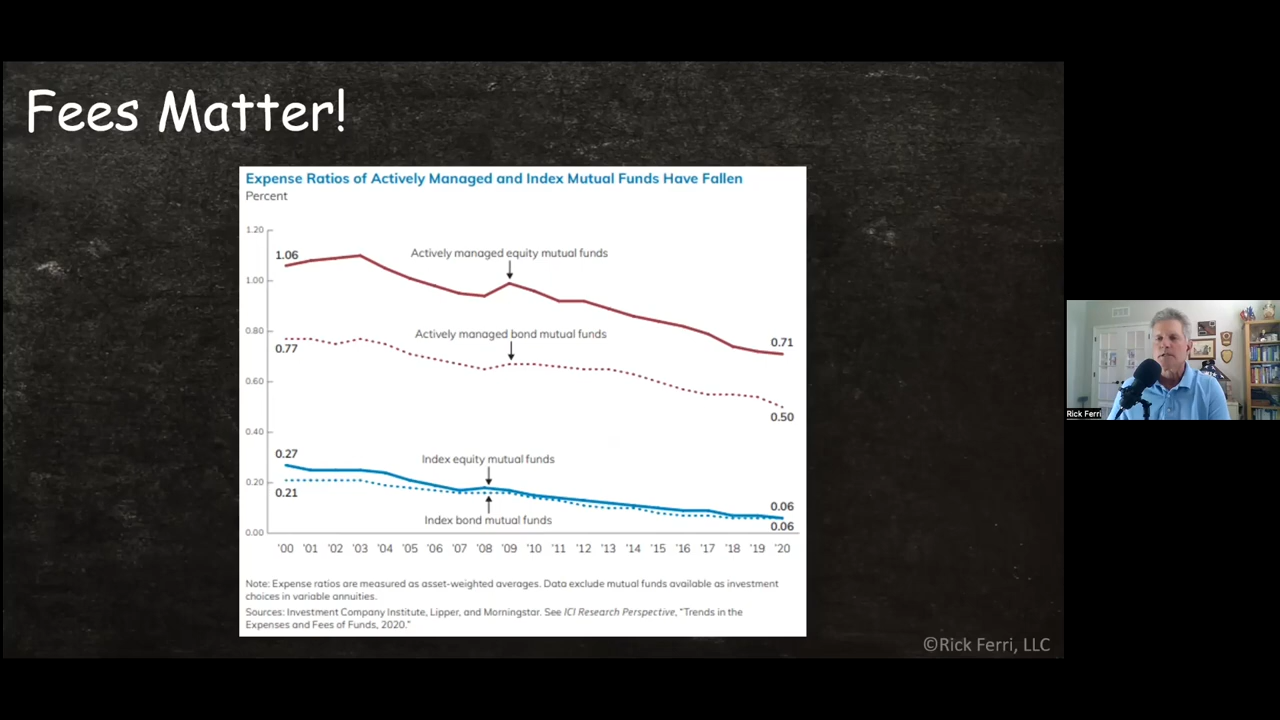 Fees Matter!
Expense Ratios of Actively Managed and Index Mutual Funds Have Fallen
Percent
1.20
1.00
0.80
0.60
0.40
0.20
0.00
1.06
Actively managed equity mutual funds
0.71
Actively managed bond mutual funds
0.77
0.50
0.27
Index equity mutual funds
0.21
0.06
Index bond mutual funds
0.06
'00 '01 '02 '03 '04 '05 '06 '07 '08 '09 '10 '11 '12 '13 '14 '15 '16 '17 '18 '19 '20
Note: Expense ratios are measured as asset-weighted averages. Data exclude mutual funds available as investment
choices in variable annuities.
Sources: Investment Company Institute, Lipper, and Morningstar. See ICI Research Perspective, “Trends in the
Expenses and Fees of Funds, 2020.”
©Rick Ferri, LLC
Rick Ferri